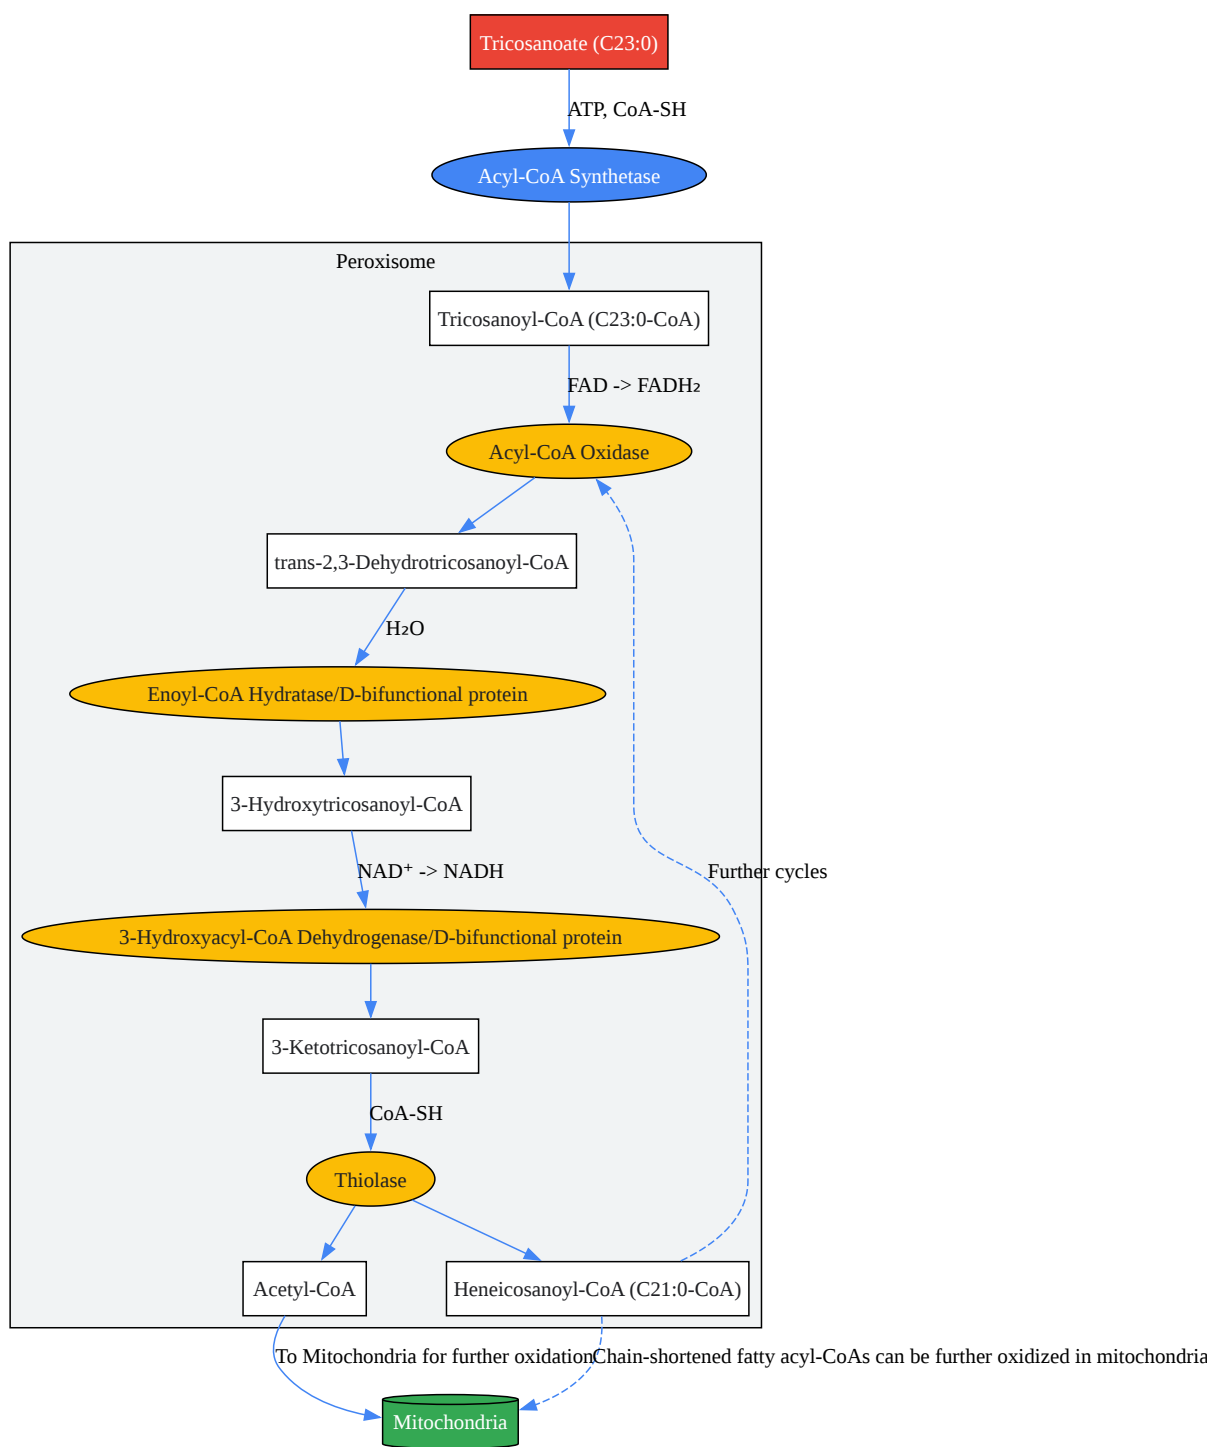 Tricosanoate (C23:0)
ATP, CoA-SH
Acyl-CoA Synthetase
Peroxisome
Tricosanoyl-CoA (C23:0-CoA)
FAD -> FADH₂
Acyl-CoA Oxidase
trans-2,3-Dehydrotricosanoyl-CoA
H₂O
Enoyl-CoA Hydratase/D-bifunctional protein
3-Hydroxytricosanoyl-CoA
NAD⁺ -> NADH
Further cycles
3-Hydroxyacyl-CoA Dehydrogenase/D-bifunctional protein
3-Ketotricosanoyl-CoA
CoA-SH
Thiolase
Acetyl-CoA
Heneicosanoyl-CoA (C21:0-CoA)
To Mitochondria for further oxidation
Chain-shortened fatty acyl-CoAs can be further oxidized in mitochondria
Mitochondria